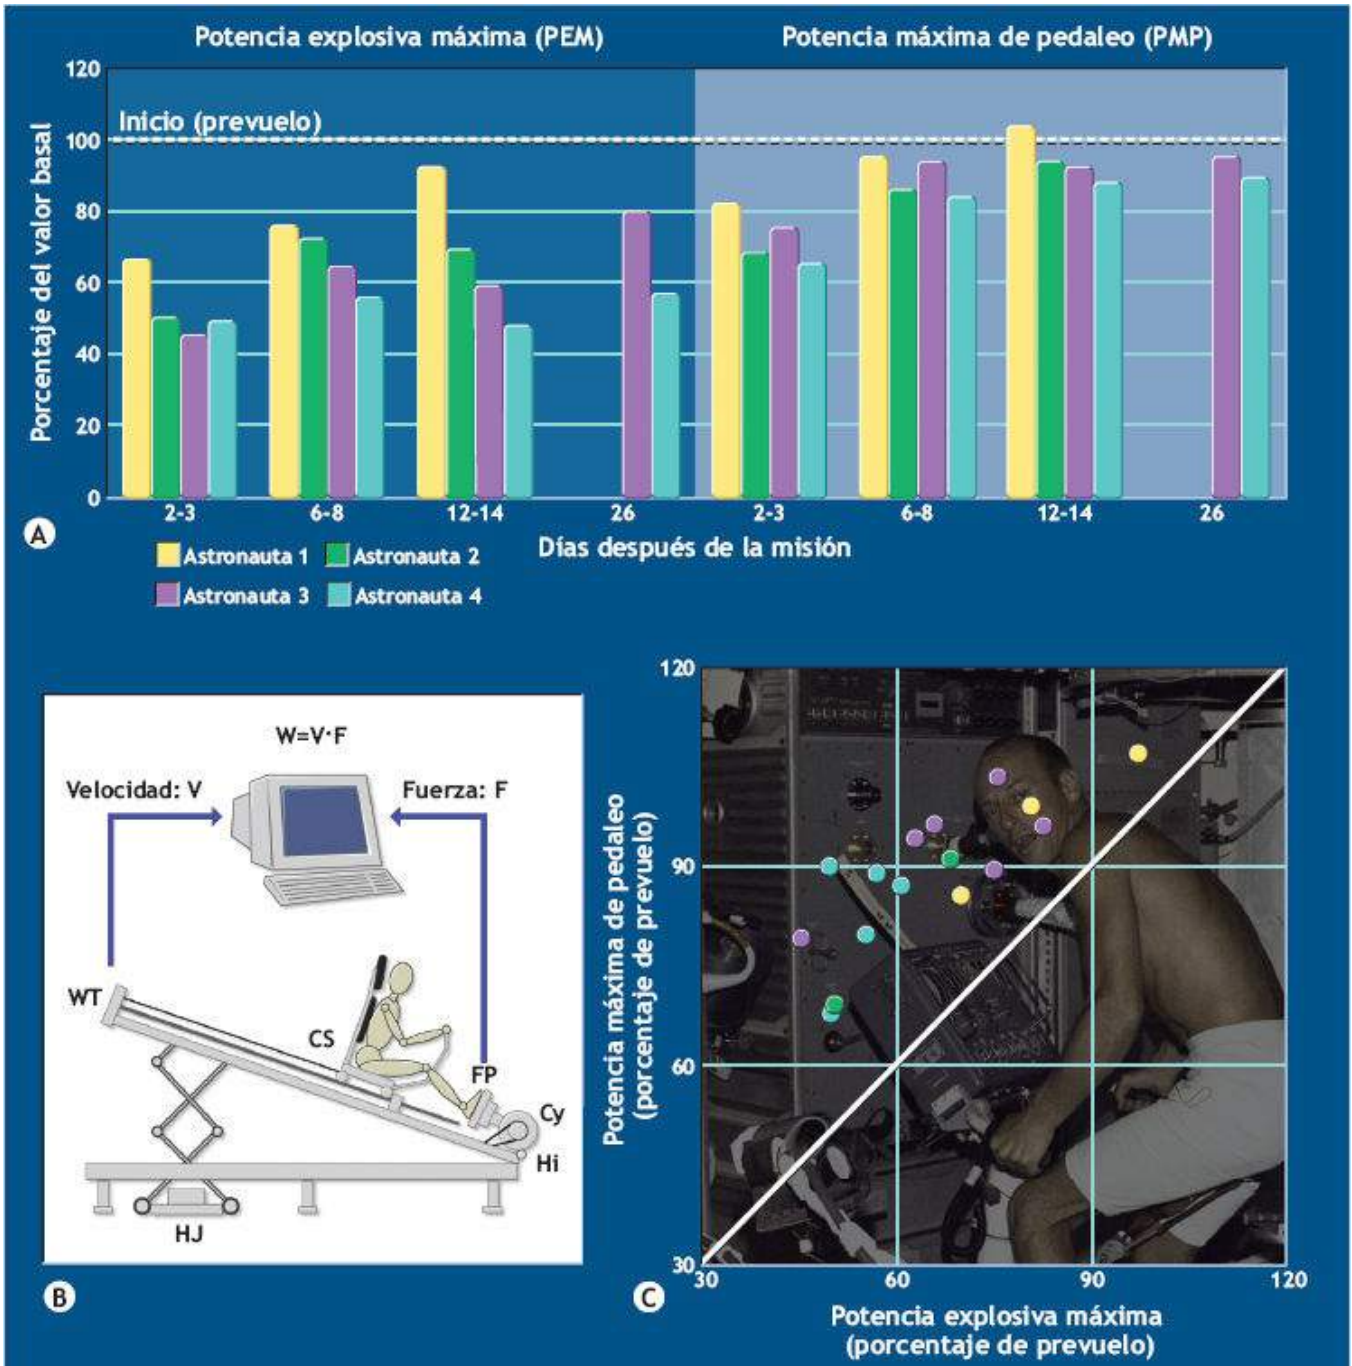 Potencia explosiva máxima (PEM)
Potencia máxima de pedaleo (PMP)
Porcentaje del valor basal
120
100
80
60
40
20
0
Inicio (prevuelo)
2-3
6-8
12-14
26
2-3
6-8
12-14
26
Días después de la misión
A
Astronauta 1
Astronauta 2
Astronauta 3
Astronauta 4
W=V·F
Velocidad: V
Fuerza: F
WT
CS
FP
Cy
Hi
HJ
B
Potencia máxima de pedaleo
(porcentaje de prevuelo)
120
90
60
30
30
60
90
120
C
Potencia explosiva máxima
(porcentaje de prevuelo)